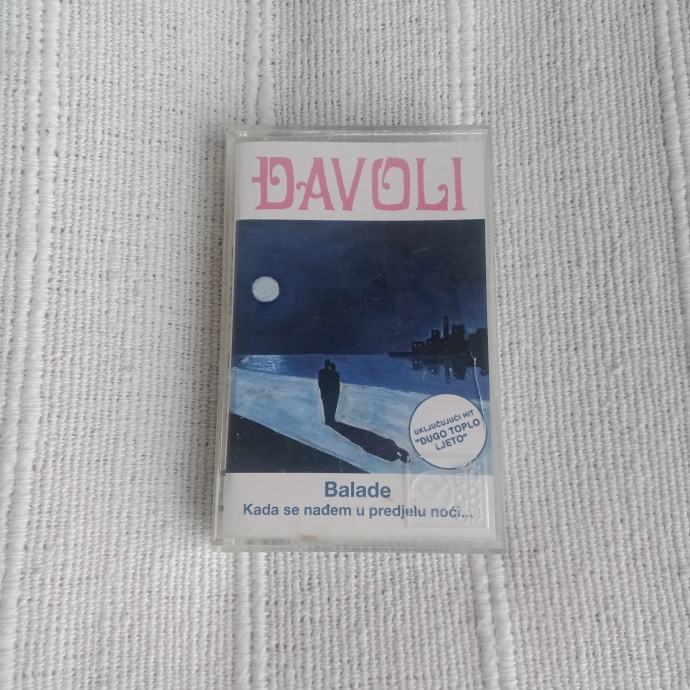 ĐAVOLI
UKLJUČUJUĆI HIT
"DUGO TOPLO
LJETO"
Balade
Kada se nađem u predjelu noći...